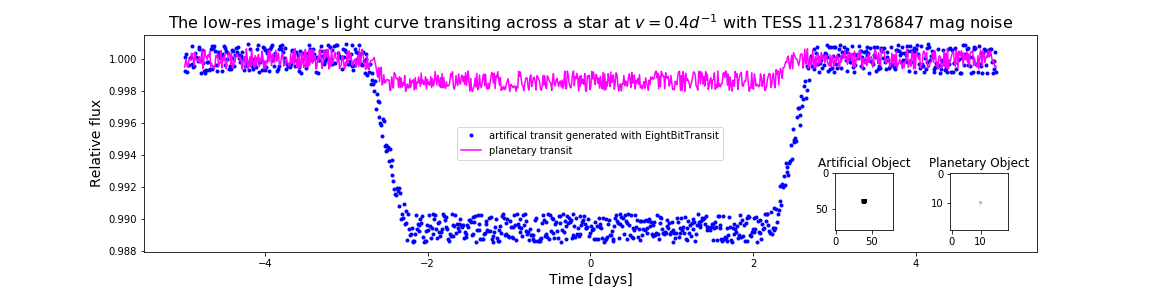 The low-res image's light curve transiting across a star at v = 0.4d⁻¹ with TESS 11.231786847 mag noise
Relative flux
1.000
0.998
0.996
0.994
0.992
0.990
0.988
artifical transit generated with EightBitTransit
planetary transit
Artificial Object
0
50
0 50
Planetary Object
0
10
0 10
−4 −2 0 2 4
Time [days]